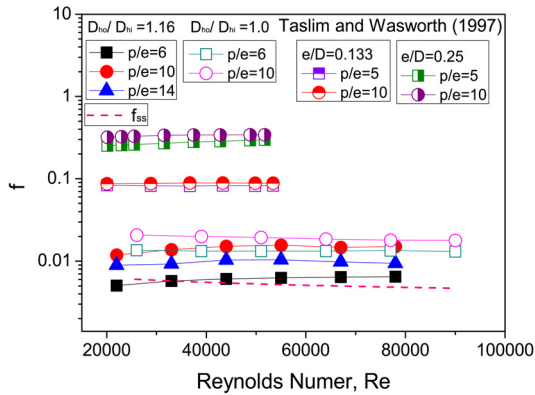 Dho/ Dhi =1.16
p/e=6
p/e=10
p/e=14
fss
Dho/ Dhi =1.0
p/e=6
p/e=10
Taslim and Wasworth (1997)
e/D=0.133
p/e=5
p/e=10
e/D=0.25
p/e=5
p/e=10
10
1
0.1
0.01
f
20000 40000 60000 80000 100000
Reynolds Numer, Re